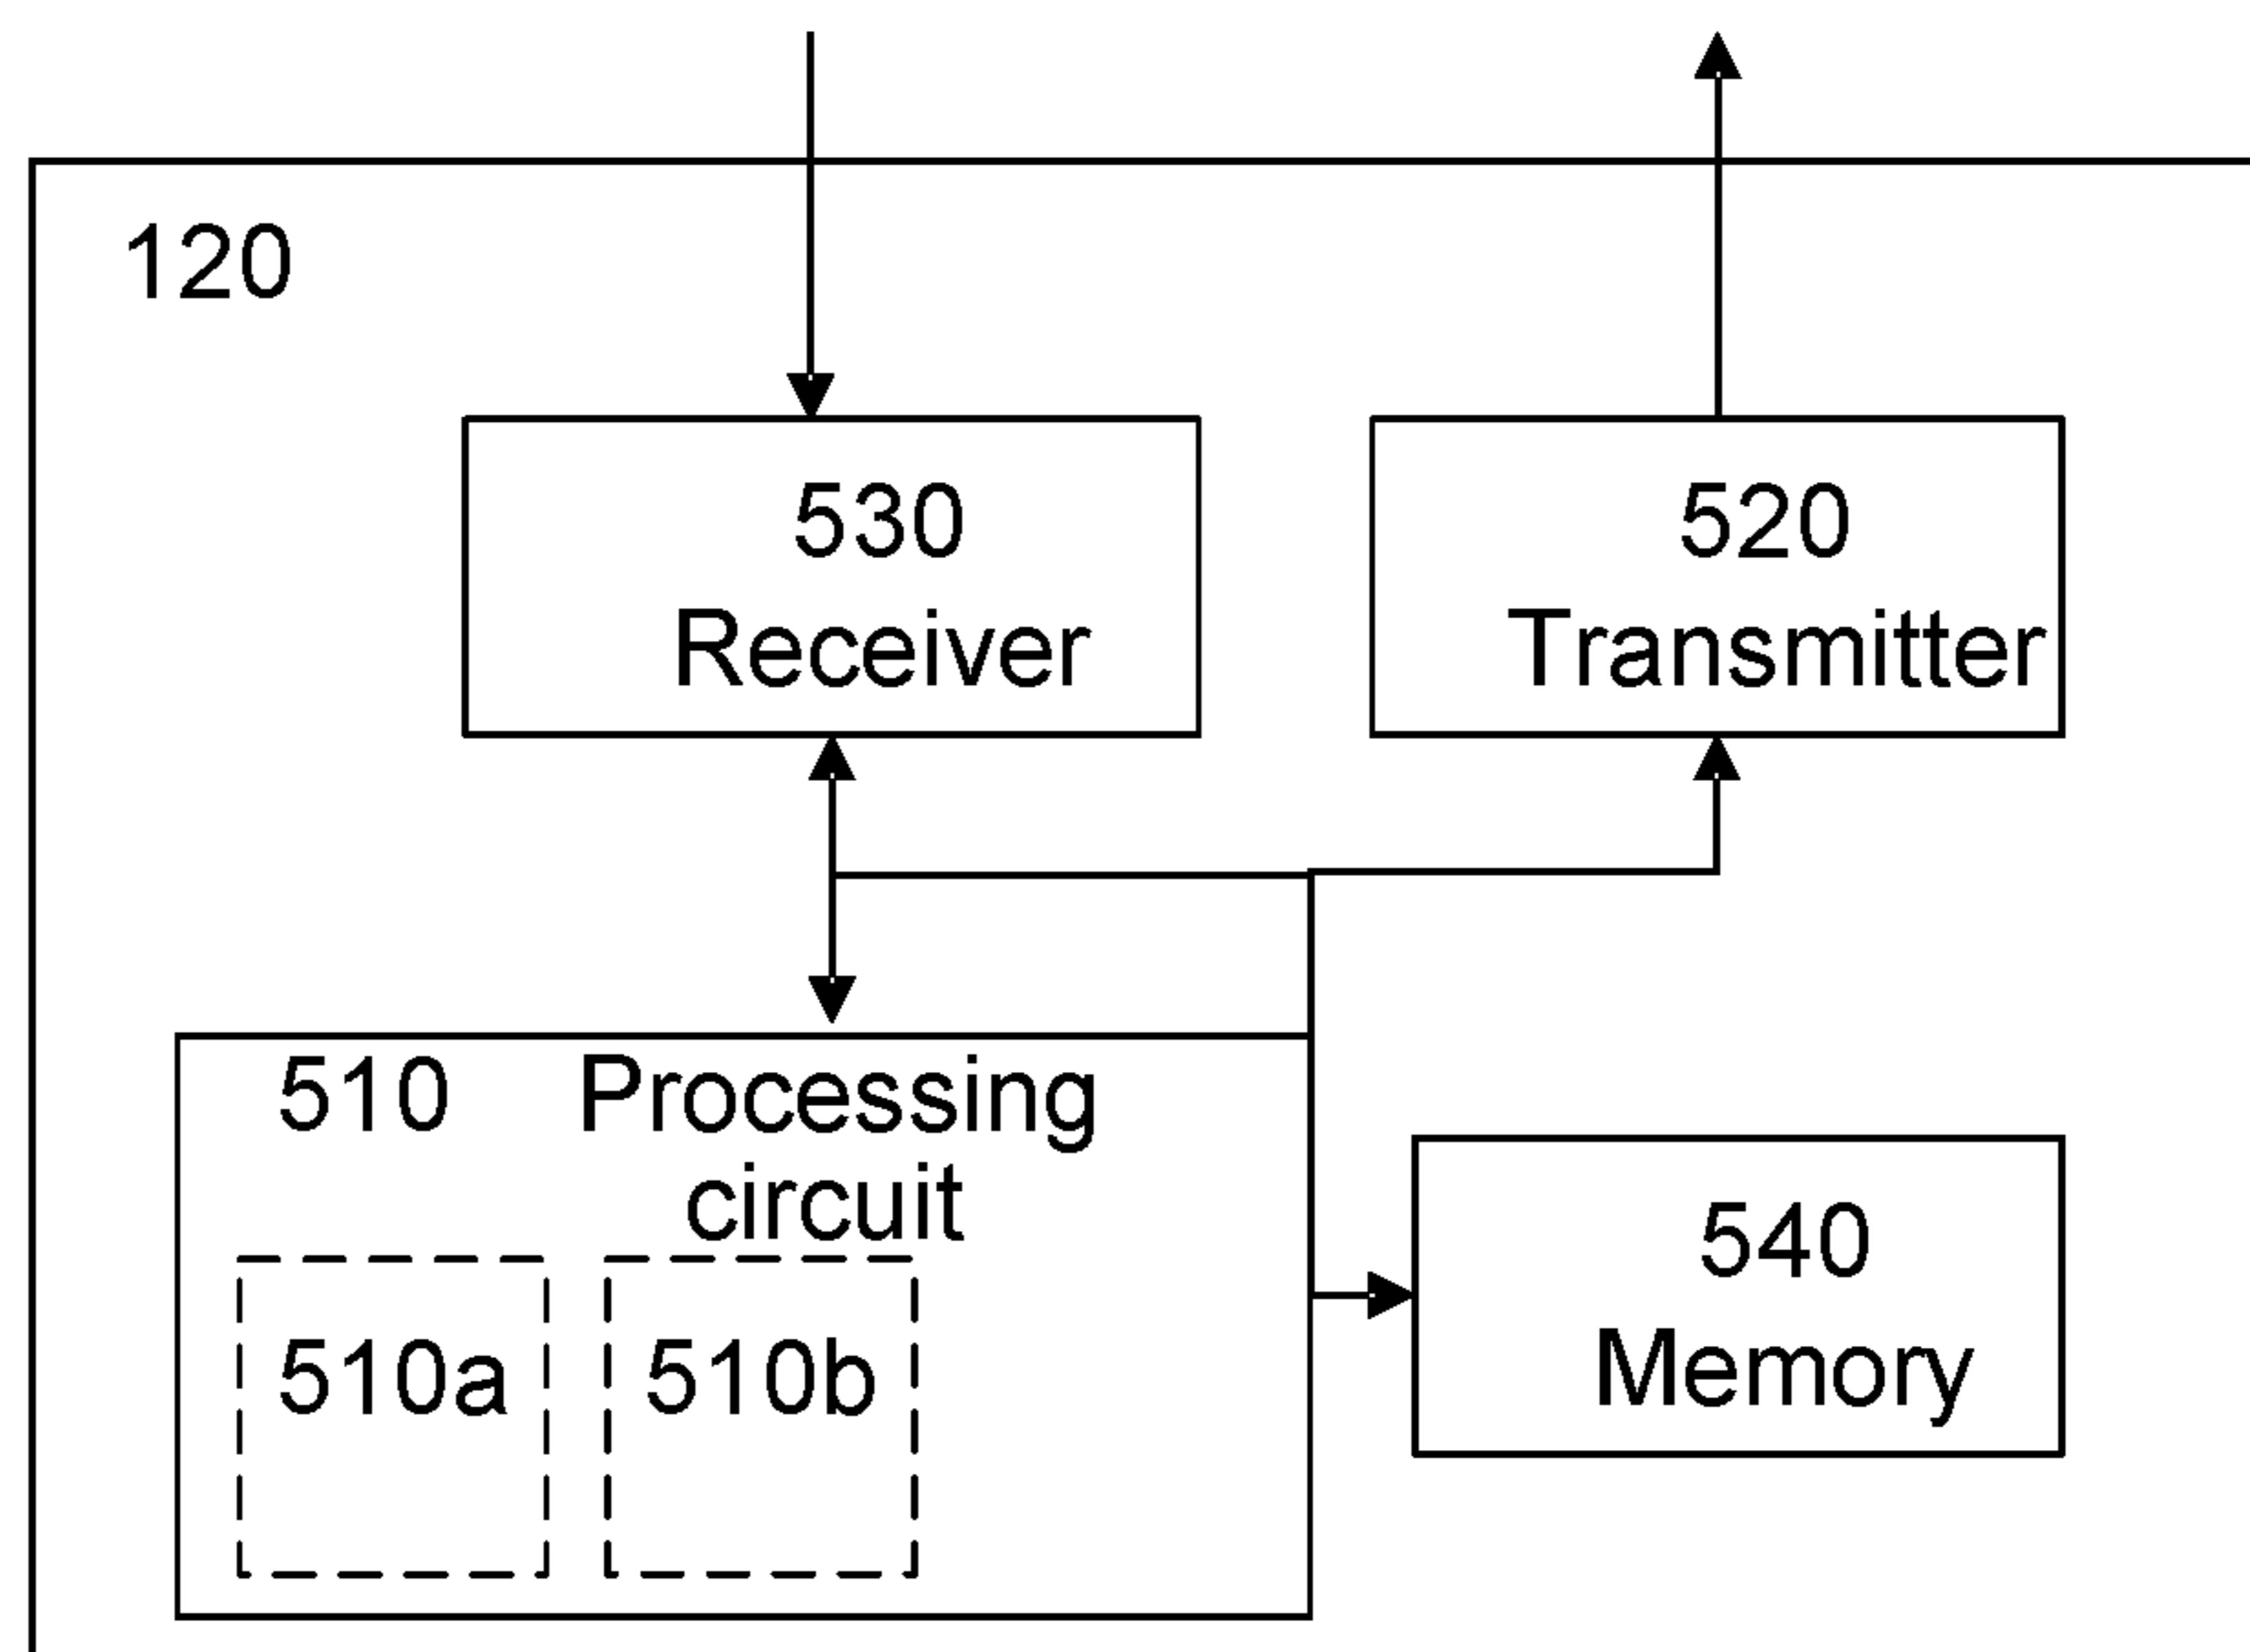 120
530
Receiver
520
Transmitter
510 Processing
circuit
510a
510b
540
Memory